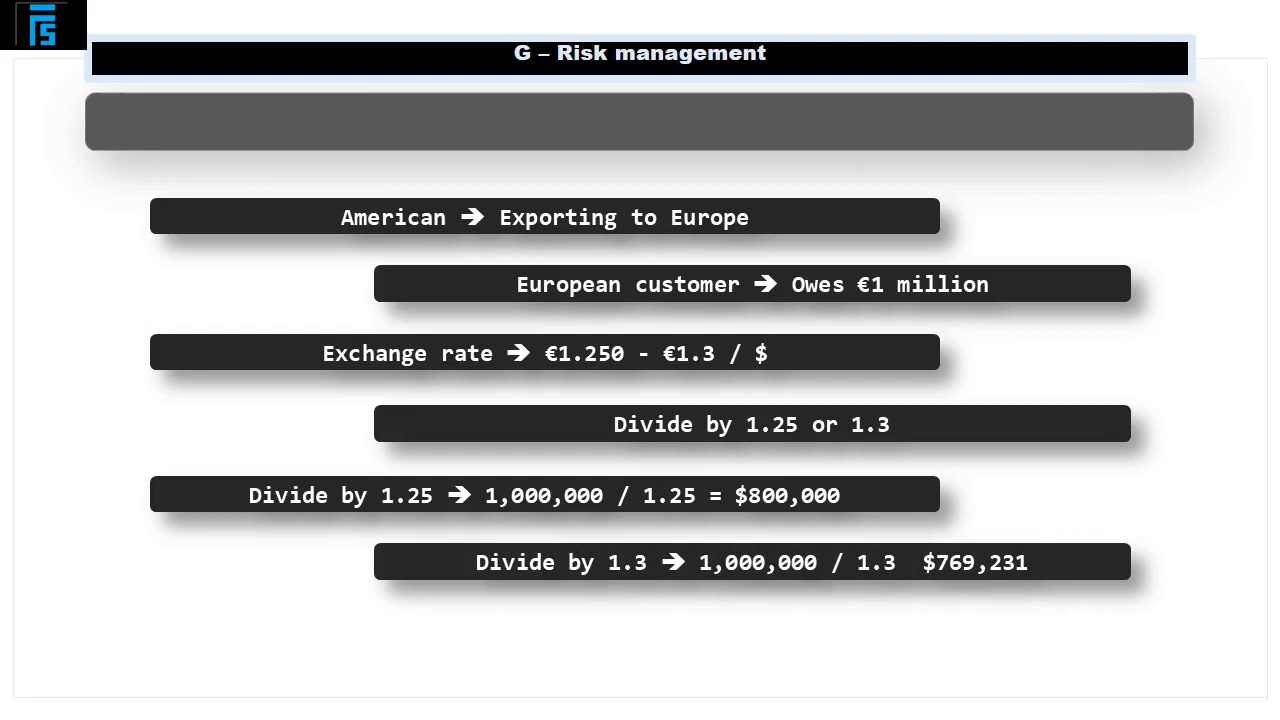 G – Risk management
American ➔ Exporting to Europe
European customer ➔ Owes €1 million
Exchange rate ➔ €1.250 - €1.3 / $
Divide by 1.25 or 1.3
Divide by 1.25 ➔ 1,000,000 / 1.25 = $800,000
Divide by 1.3 ➔ 1,000,000 / 1.3  $769,231